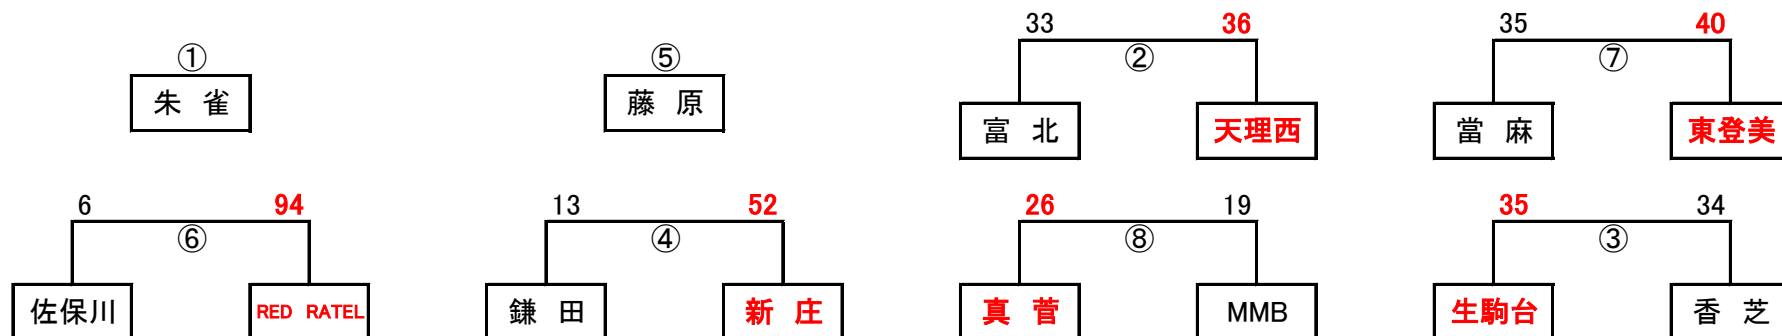 33 36 35 40
① ⑤ ② ⑦
朱 雀 藤 原
富 北 天理西 當 麻 東登美
6 94 13 52 26 19 35 34
⑥ ④ ⑧ ③
佐保川 RED RATEL 鎌 田 新 庄 真 菅 MMB 生駒台 香 芝